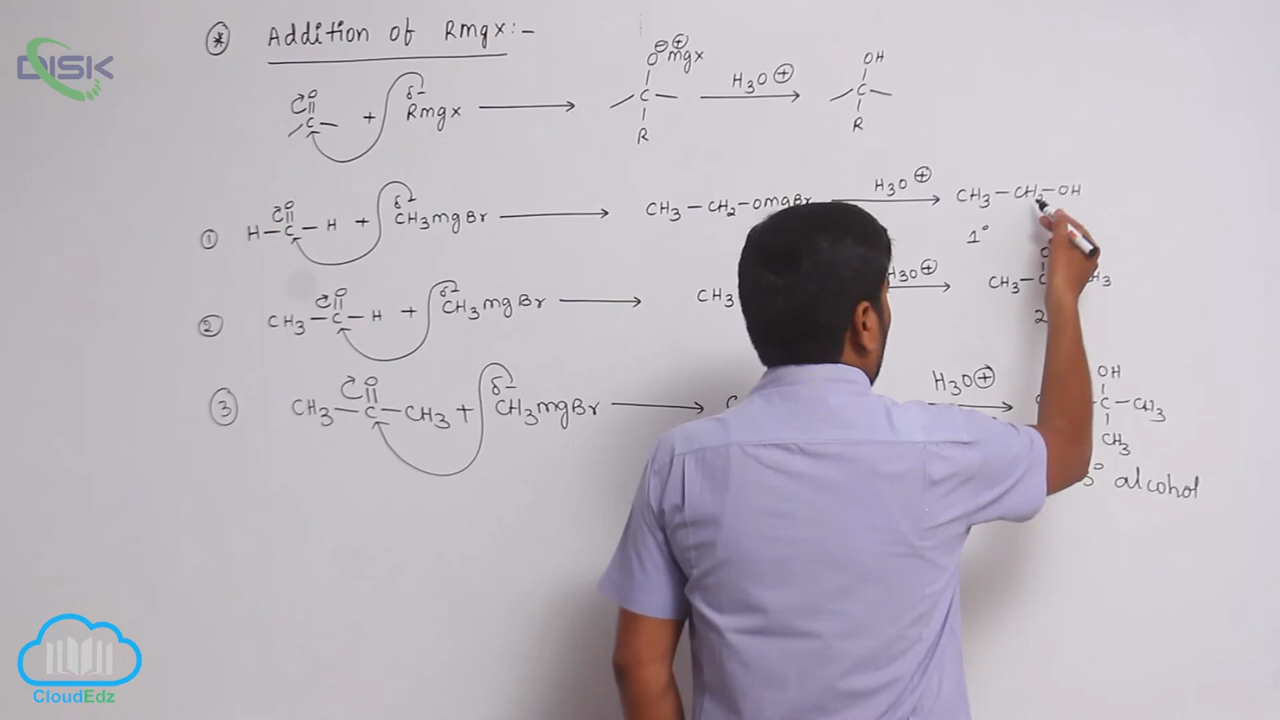 DISK
* Addition of Rmgx:-
O
C + δ- Rmgx → O⊖ ⊕mgx C R H3O⊕ → OH C R
1 H-C-H O + δ- CH3mgBr → CH3-CH2-OmgBr H3O⊕ → CH3-CH2-OH
1°
2 CH3-C-H O + δ- CH3mgBr → CH3 H3O⊕ → CH3-C
2
3 CH3-C-CH3 O + δ- CH3mgBr → H3O⊕ → OH C-CH3 CH3
3° alcohol
CloudEdz